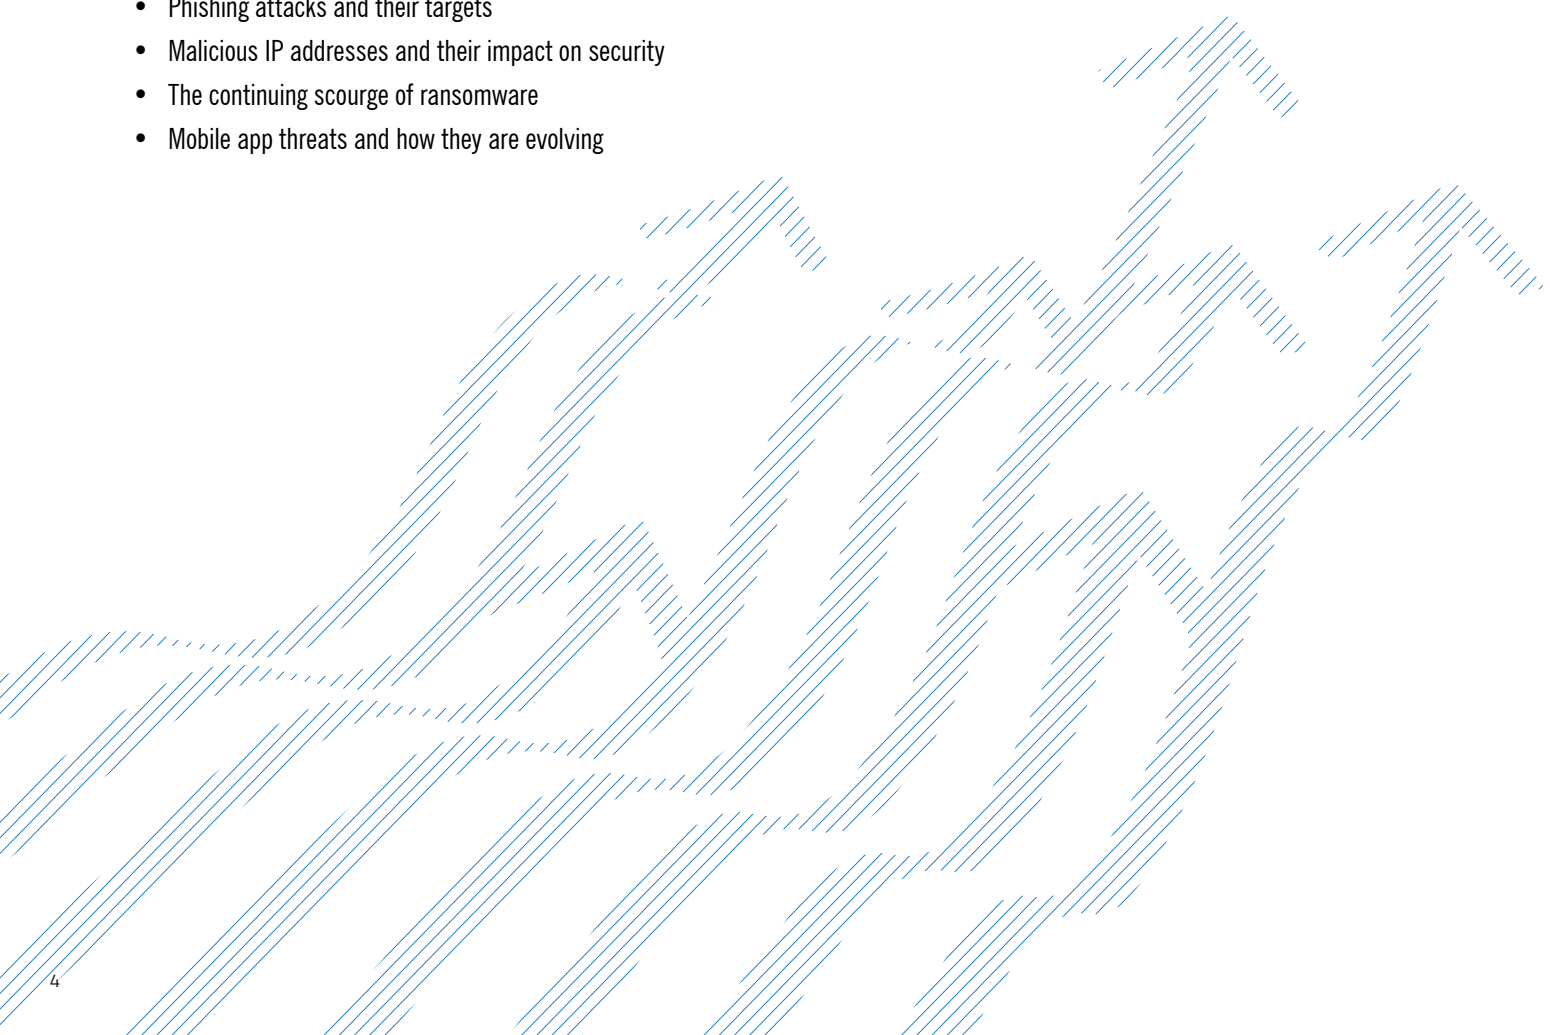 • Phishing attacks and their targets
• Malicious IP addresses and their impact on security
• The continuing scourge of ransomware
• Mobile app threats and how they are evolving
4